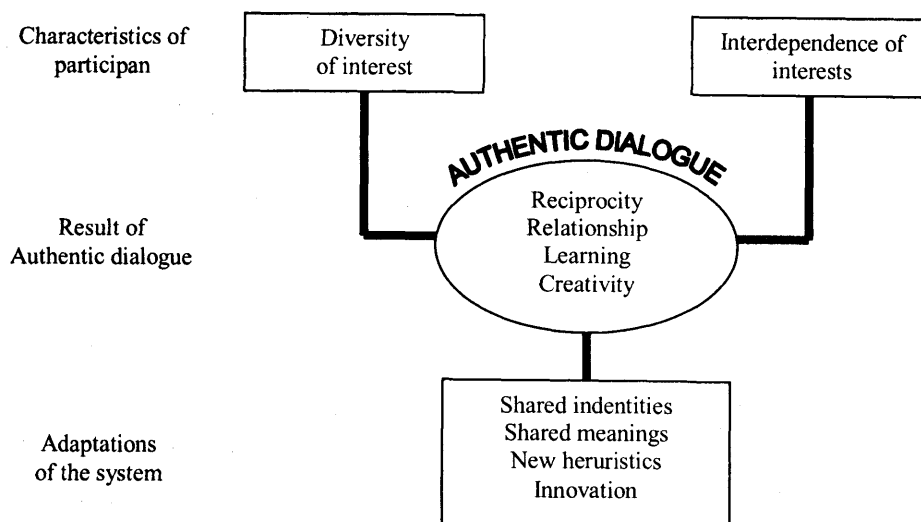 Characteristics of
participan
Diversity
of interest
Interdependence of
interests
AUTHENTIC DIALOGUE
Result of
Authentic dialogue
Reciprocity
Relationship
Learning
Creativity
Adaptations
of the system
Shared indentities
Shared meanings
New heruristics
Innovation